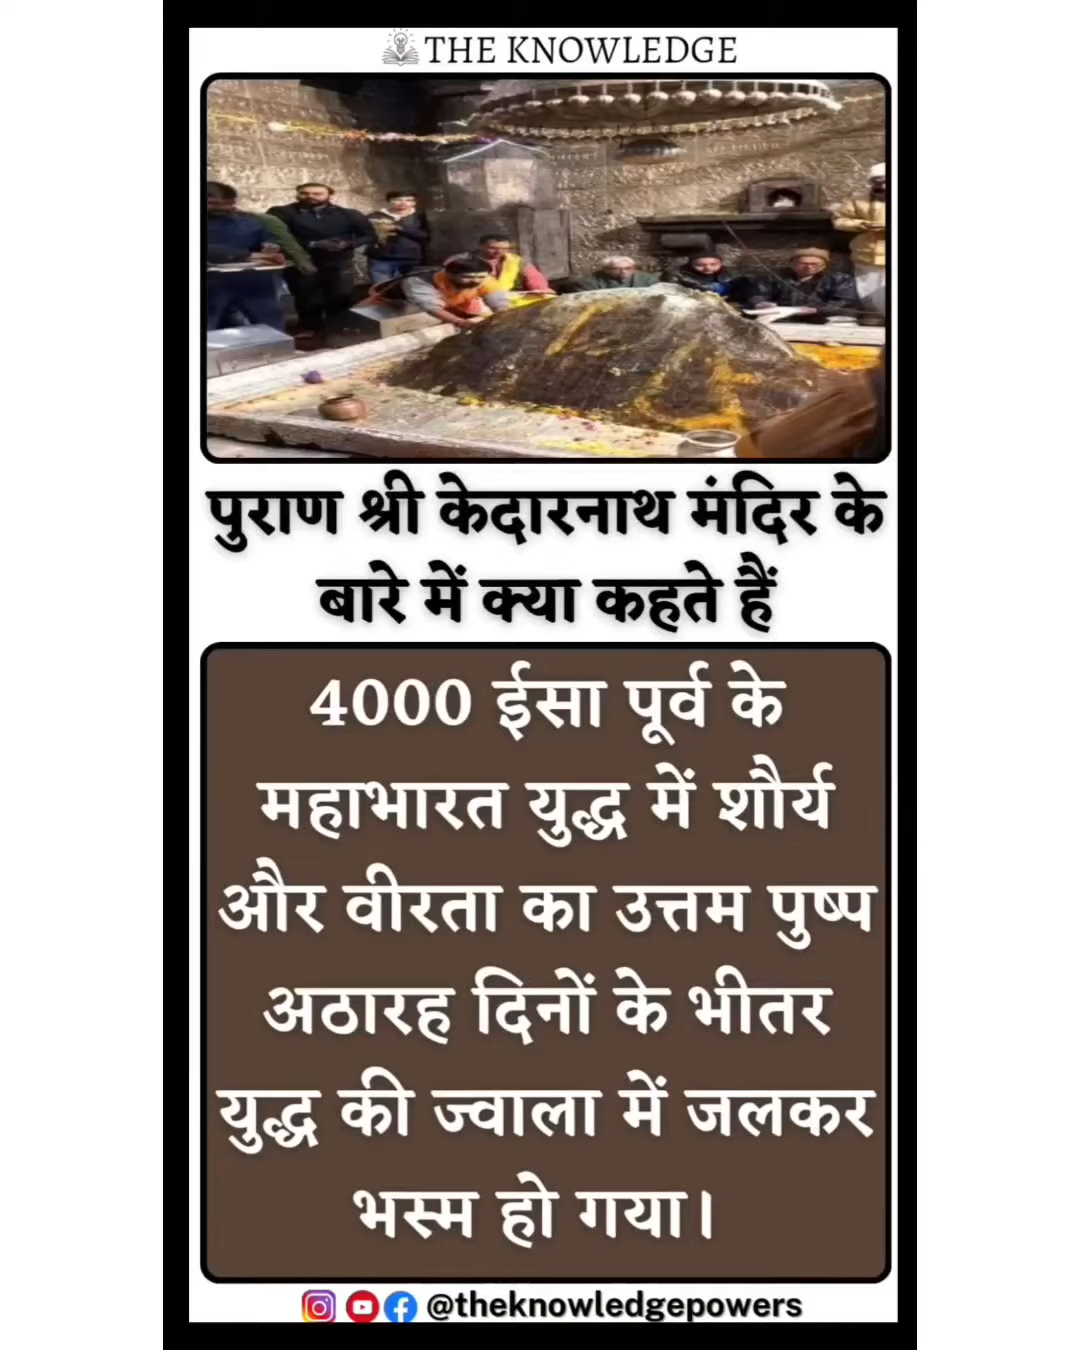 THE KNOWLEDGE
पुराण श्री केदारनाथ मंदिर के
बारे में क्या कहते हैं
4000 ईसा पूर्व के
महाभारत युद्ध में शौर्य
और वीरता का उत्तम पुष्प
अठारह दिनों के भीतर
युद्ध की ज्वाला में जलकर
भस्म हो गया।
@theknowledgepowers